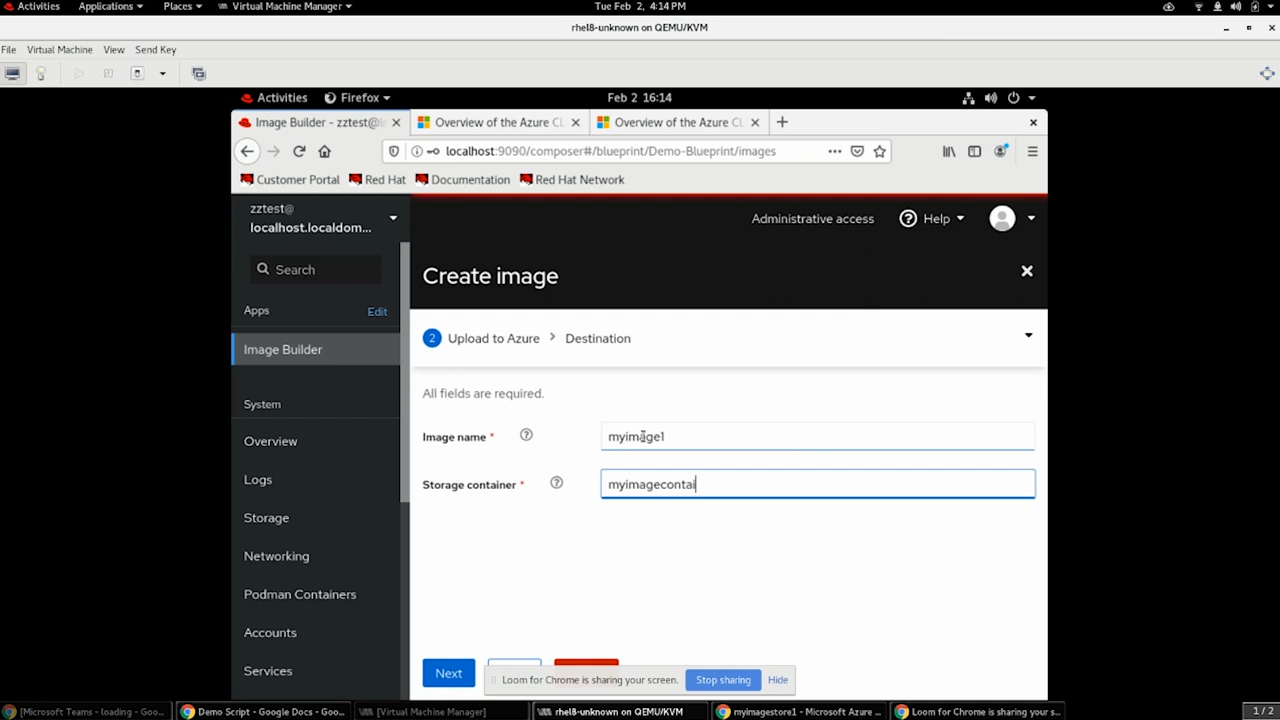 Activities Applications Places Virtual Machine Manager Tue Feb 2, 4:14 PM
rhel8-unknown on QEMU/KVM
File Virtual Machine View Send Key
Activities Firefox Feb 2 16:14
Image Builder - zztest@l Overview of the Azure CL Overview of the Azure CL
localhost:9090/composer#/blueprint/Demo-Blueprint/images
Customer Portal Red Hat Documentation Red Hat Network
zztest@
localhost.localdom...
Administrative access Help
Search
Create image
Apps Edit
Image Builder
2 Upload to Azure > Destination
System
All fields are required.
Overview
Image name * myimage1
Logs
Storage container * myimagecontai
Storage
Networking
Podman Containers
Accounts
Services
Next
Loom for Chrome is sharing your screen. Stop sharing Hide
[Microsoft Teams - loading - Goo... Demo Script - Google Docs - Goo... [Virtual Machine Manager] rhel8-unknown on QEMU/KVM myimagestore1 - Microsoft Azure ... Loom for Chrome is sharing your s... 1 / 2